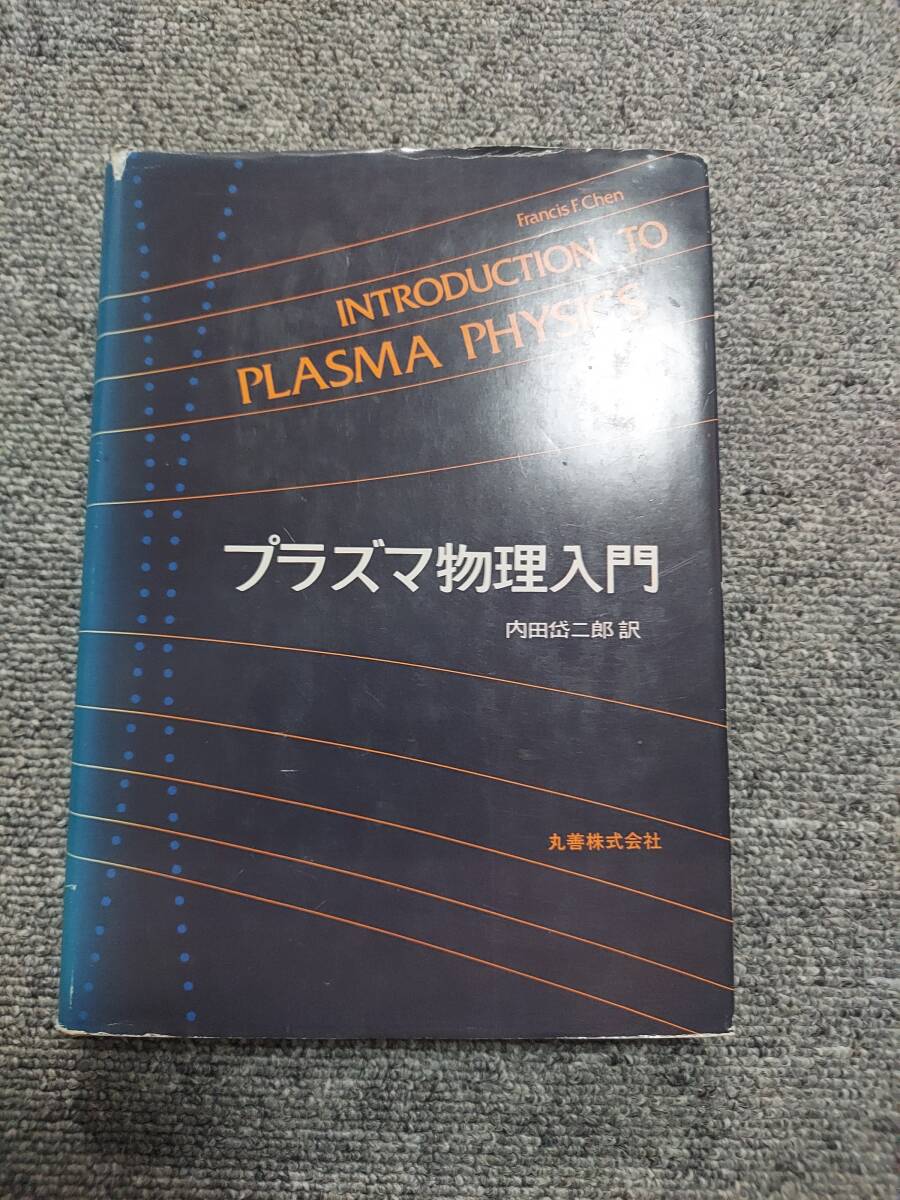 Francis F. Chen
INTRODUCTION TO
PLASMA PHYSICS
プラズマ物理入門
内田岱二郎 訳
丸善株式会社